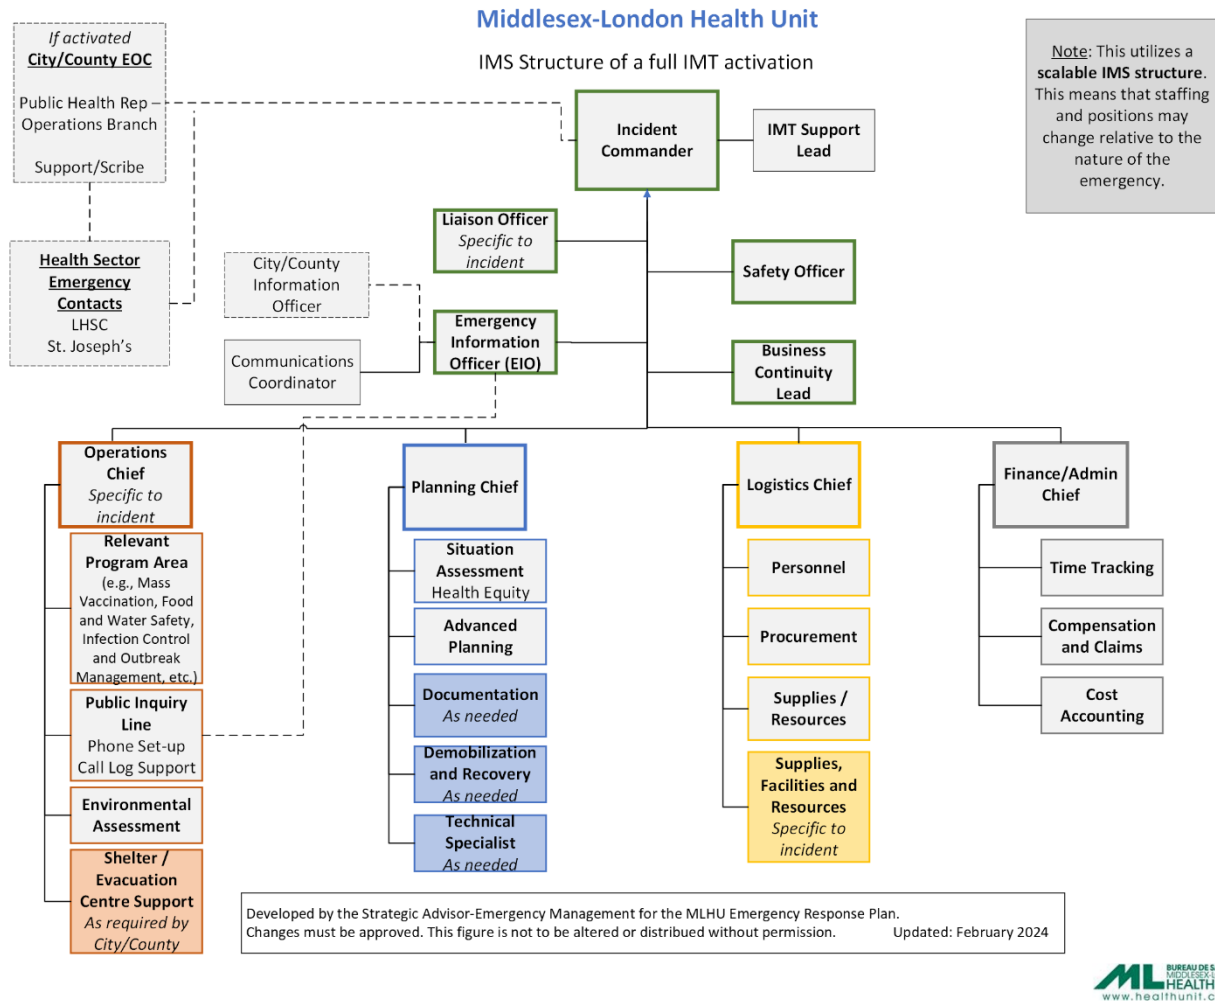 Middlesex-London Health Unit
IMS Structure of a full IMT activation
If activated
City/County EOC
Public Health Rep
Operations Branch
Support/Scribe
Health Sector
Emergency
Contacts
LHSC
St. Joseph's
Incident
Commander
IMT Support
Lead
Note: This utilizes a
scalable IMS structure.
This means that staffing
and positions may
change relative to the
nature of the
emergency.
Liaison Officer
Specific to
incident
Safety Officer
City/County
Information
Officer
Emergency
Information
Officer (EIO)
Communications
Coordinator
Business
Continuity
Lead
Operations
Chief
Specific to
incident
Relevant
Program Area
(e.g., Mass
Vaccination, Food
and Water Safety,
Infection Control
and Outbreak
Management, etc.)
Public Inquiry
Line
Phone Set-up
Call Log Support
Environmental
Assessment
Shelter /
Evacuation
Centre Support
As required by
City/County
Planning Chief
Situation
Assessment
Health Equity
Advanced
Planning
Documentation
As needed
Demobilization
and Recovery
As needed
Technical
Specialist
As needed
Logistics Chief
Personnel
Procurement
Supplies /
Resources
Supplies,
Facilities and
Resources
Specific to
incident
Finance/Admin
Chief
Time Tracking
Compensation
and Claims
Cost
Accounting
Developed by the Strategic Advisor-Emergency Management for the MLHU Emergency Response Plan.
Changes must be approved. This figure is not to be altered or distribued without permission. Updated: February 2024
ML
BUREAU DE S
MIDDLESEX-L
HEALTH
www.healthunit.c